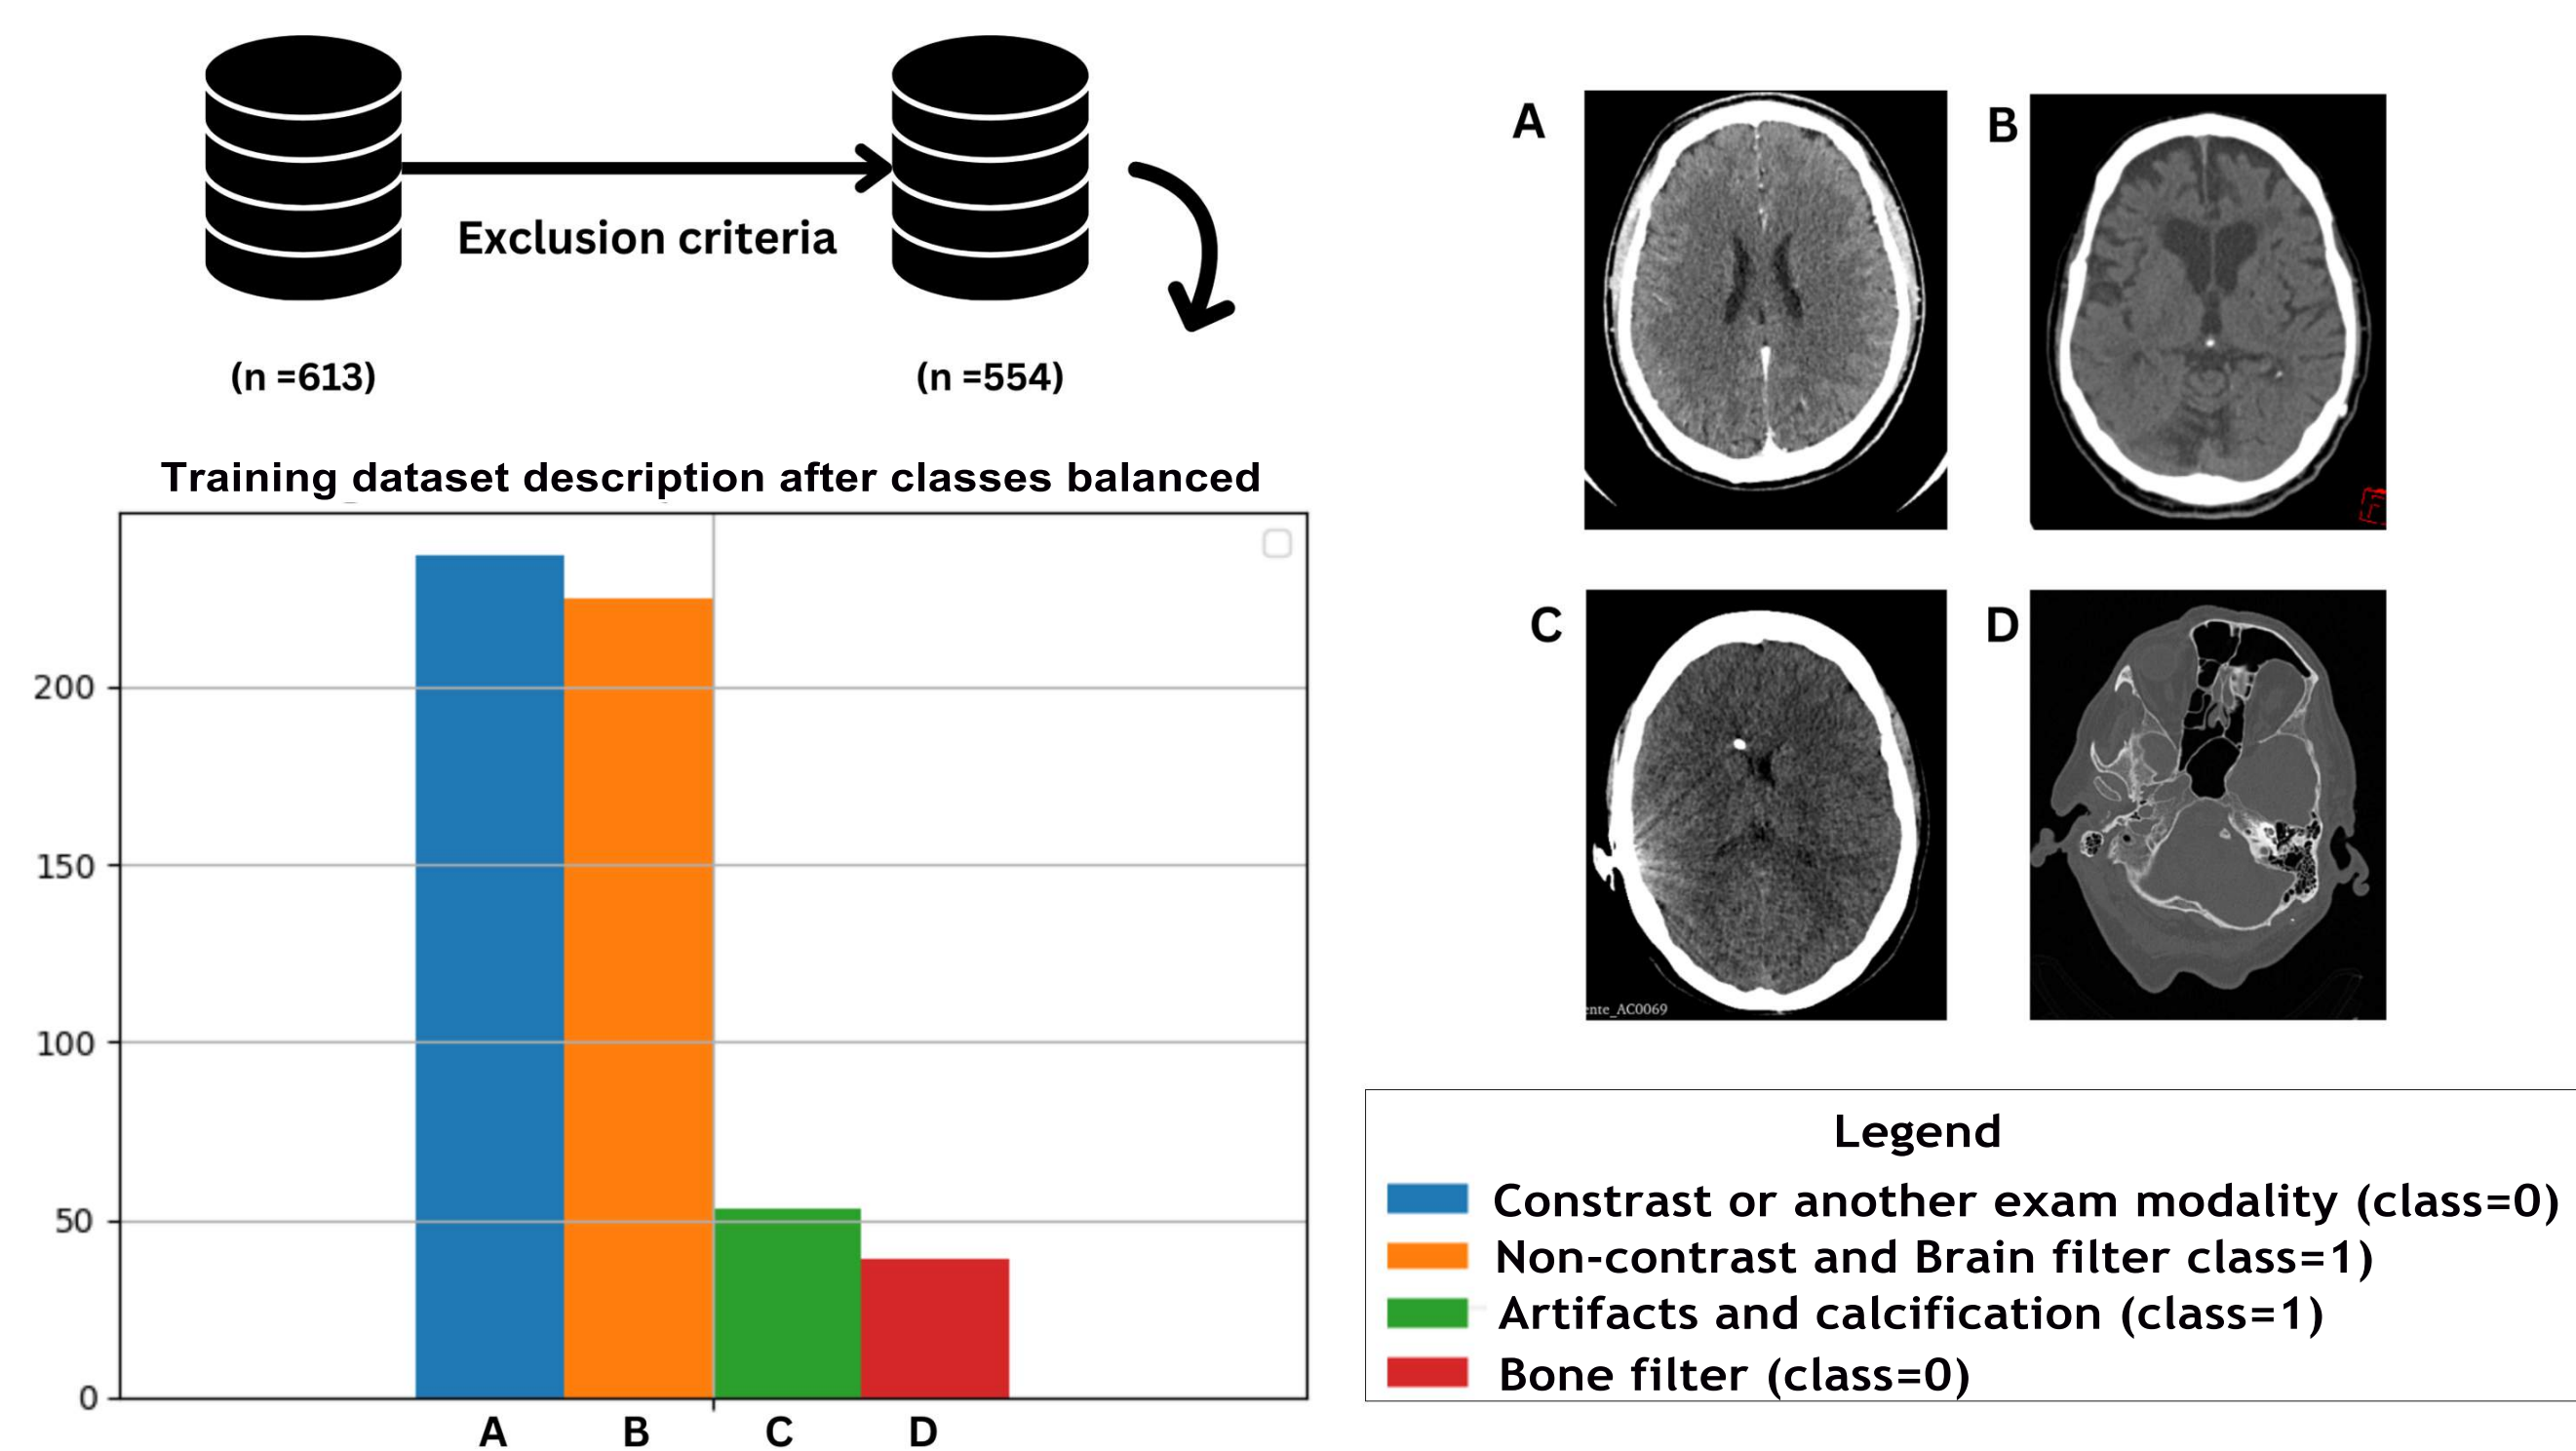 Exclusion criteria
(n =613)
(n =554)
Training dataset description after classes balanced
200
150
100
50
0
A
B
C
D
A
B
C
D
ente_AC0069
Legend
Constrast or another exam modality (class=0)
Non-contrast and Brain filter class=1)
Artifacts and calcification (class=1)
Bone filter (class=0)